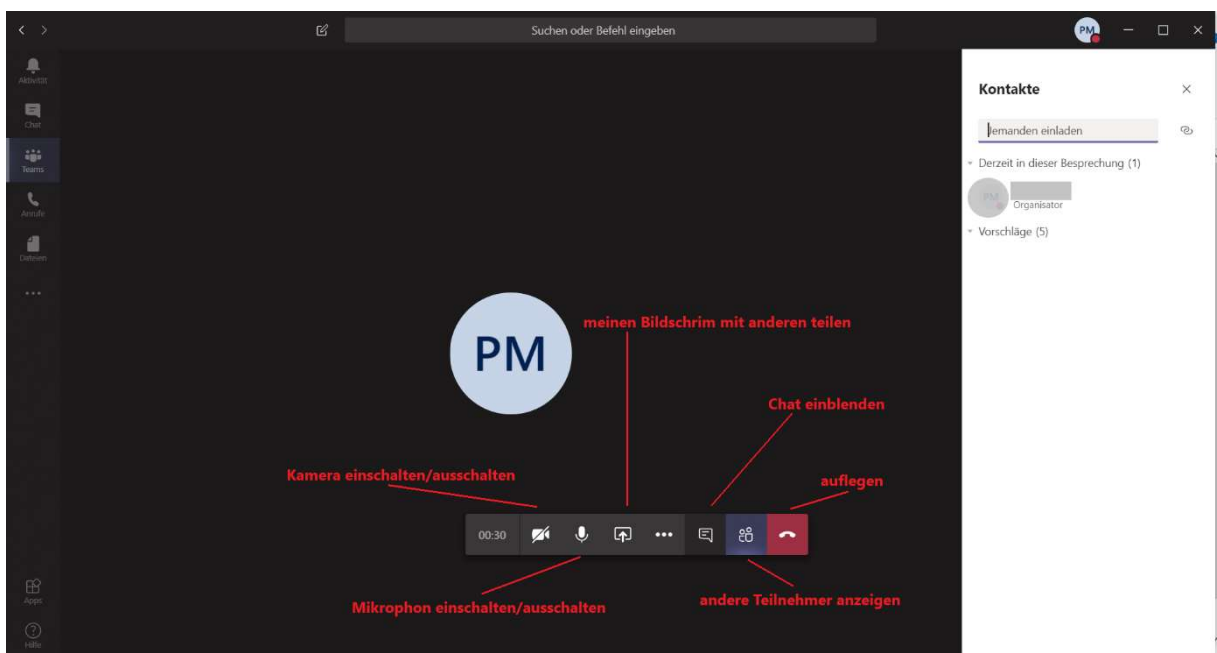 Suchen oder Befehl eingeben
PM
Aktivität
Chat
Teams
Anrufe
Dateien
Apps
Hilfe
Kontakte
Jemanden einladen
Derzeit in dieser Besprechung (1)
PM
Organisator
Vorschläge (5)
meinen Bildschrim mit anderen teilen
PM
Chat einblenden
Kamera einschalten/ausschalten
auflegen
00:30
Mikrophon einschalten/ausschalten
andere Teilnehmer anzeigen